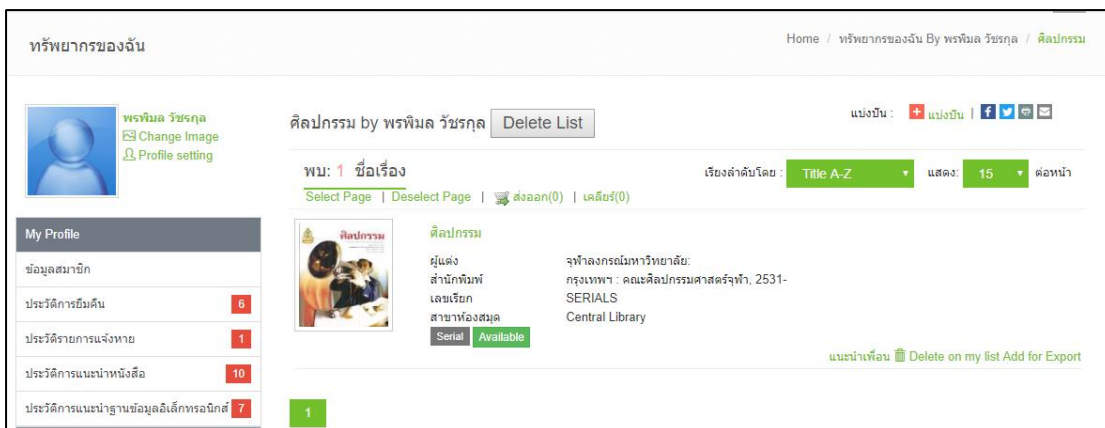 ทรัพยากรของฉัน
Home / ทรัพยากรของฉัน By พรพิมล วัชรกุล / ศิลปกรรม
พรพิมล วัชรกุล
Change Image
Profile setting
ศิลปกรรม by พรพิมล วัชรกุล Delete List
แบ่งปัน : แบ่งปัน |
พบ: 1 ชื่อเรื่อง
เรียงลำดับโดย : Title A-Z แสดง: 15 ต่อหน้า
Select Page | Deselect Page | ส่งออก(0) | เคลียร์(0)
My Profile
ข้อมูลสมาชิก
ประวัติการยืมคืน 6
ประวัติรายการแจ้งหาย 1
ประวัติการแนะนำหนังสือ 10
ประวัติการแนะนำฐานข้อมูลอิเล็กทรอนิกส์ 7
ศิลปกรรม
ศิลปกรรม
ผู้แต่ง จุฬาลงกรณ์มหาวิทยาลัย:
สำนักพิมพ์ กรุงเทพฯ : คณะศิลปกรรมศาสตร์จุฬา, 2531-
เลขเรียก SERIALS
สาขาห้องสมุด Central Library
Serial Available
แนะนำเพื่อน Delete on my list Add for Export
1